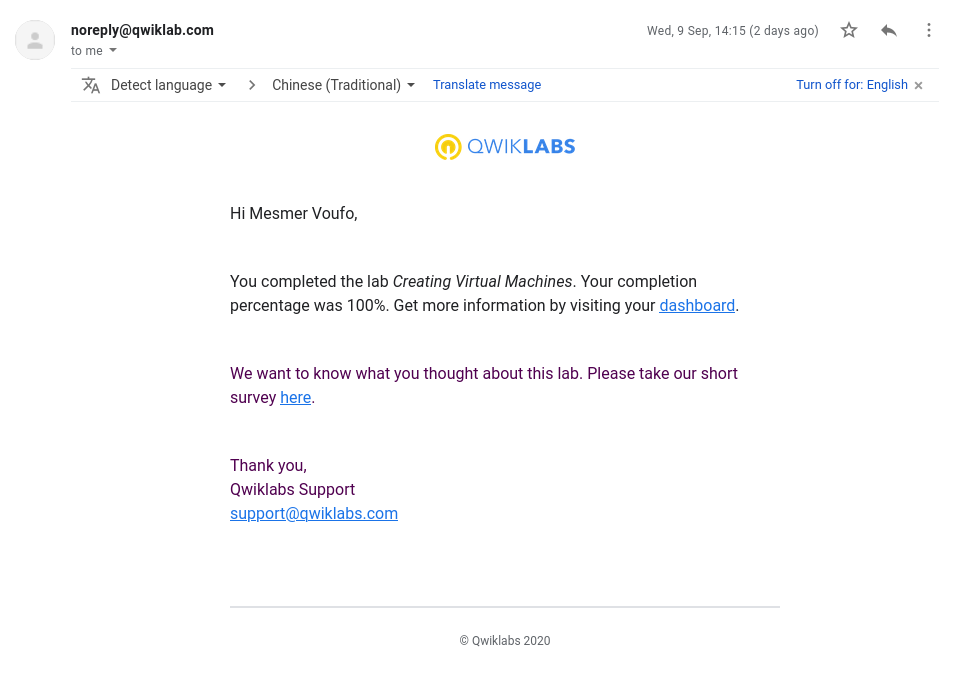 noreply@qwiklab.com
Wed, 9 Sep, 14:15 (2 days ago)
to me
Detect language
Chinese (Traditional)
Translate message
Turn off for: English
QWIKLABS
Hi Mesmer Voufo,
You completed the lab Creating Virtual Machines. Your completion
percentage was 100%. Get more information by visiting your dashboard.
We want to know what you thought about this lab. Please take our short
survey here.
Thank you,
Qwiklabs Support
support@qwiklabs.com
© Qwiklabs 2020